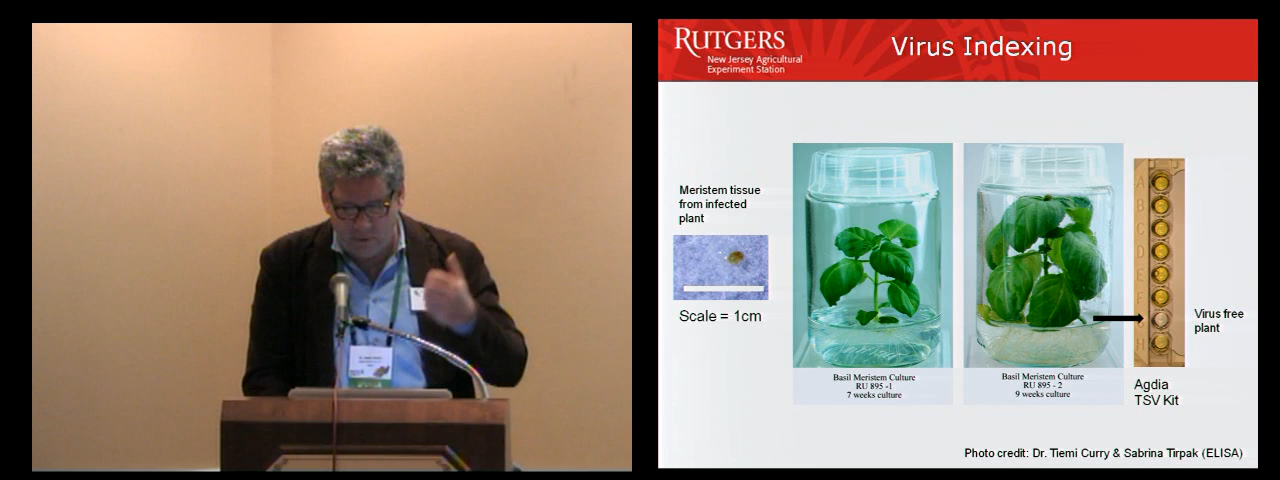 RUTGERS
New Jersey Agricultural
Experiment Station
Virus Indexing
Meristem tissue
from infected
plant
Scale = 1cm
Basil Meristem Culture
RU 895 -1
7 weeks culture
Basil Meristem Culture
RU 895 - 2
9 weeks culture
A
B
C
D
E
F
H
Virus free
plant
Agdia
TSV Kit
Photo credit: Dr. Tiemi Curry & Sabrina Tirpak (ELISA)